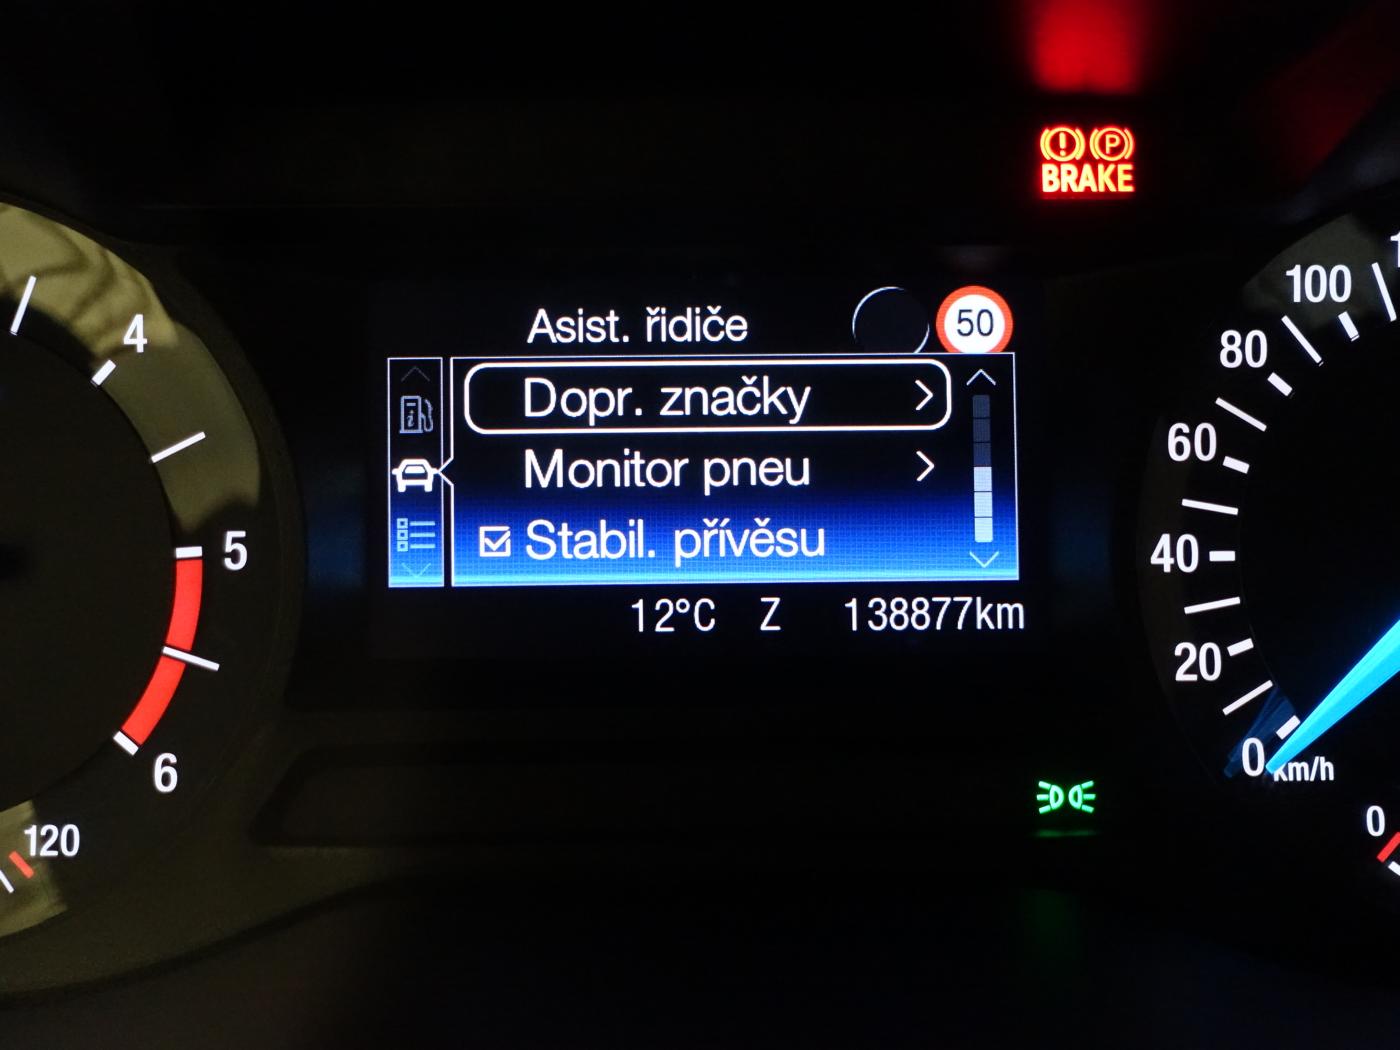 BRAKE
Asist. řidiče
50
Dopr. značky
Monitor pneu
Stabil. přívěsu
12°C Z 138877km
4
5
6
120
100
80
60
40
20
0
km/h
0